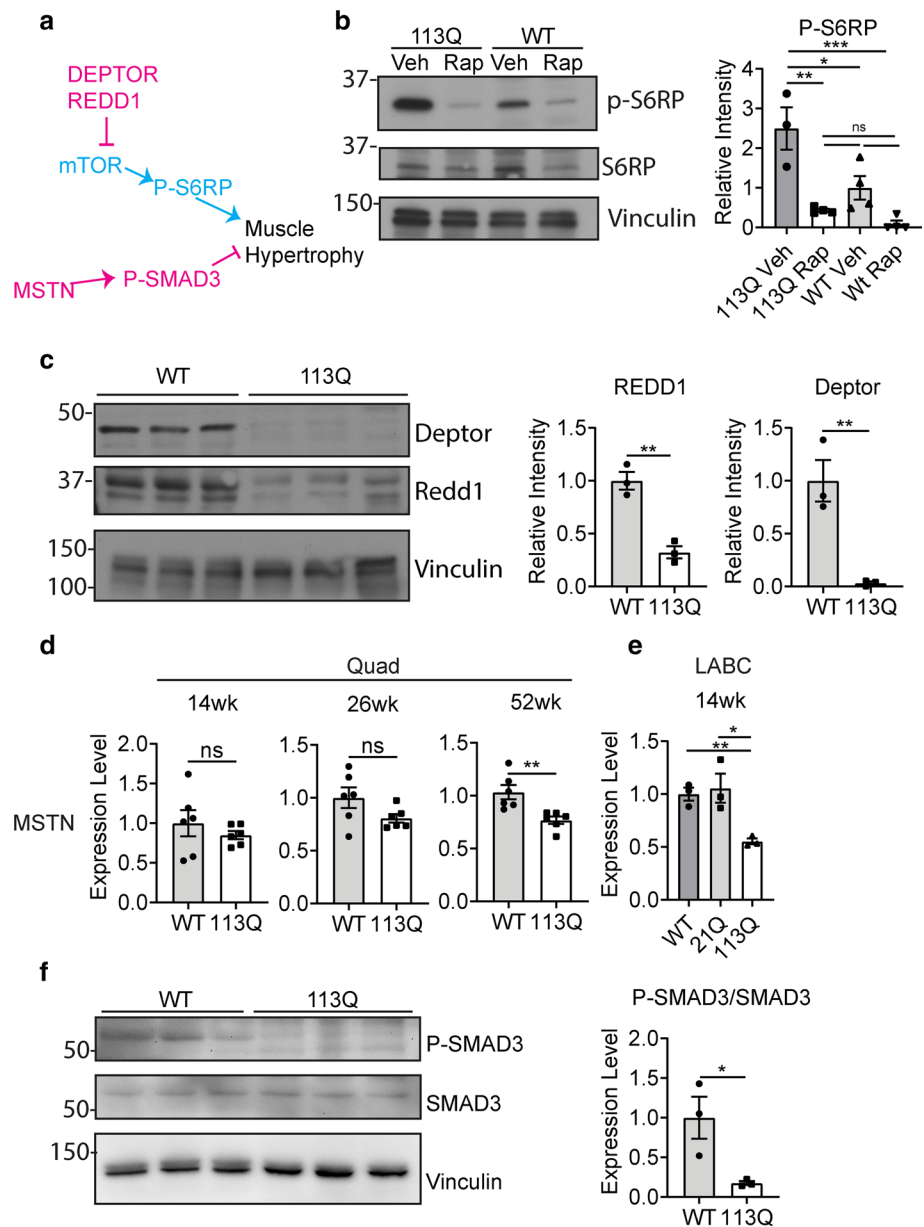 a
DEPTOR
REDD1
mTOR
P-S6RP
Muscle
Hypertrophy
MSTN
P-SMAD3
b
113Q WT
Veh Rap Veh Rap
37
p-S6RP
37
S6RP
150
Vinculin
P-S6RP
***
*
**
ns
Relative Intensity
5
4
3
2
1
0
113Q Veh
113Q Rap
WT Veh
Wt Rap
c
WT 113Q
50
Deptor
37
Redd1
150
Vinculin
100
REDD1
Relative Intensity
1.5
1.0
0.5
0.0
**
WT 113Q
Deptor
Relative Intensity
1.5
1.0
0.5
0.0
**
WT 113Q
d
Quad
14wk 26wk 52wk
MSTN
Expression Level
2.0
1.5
1.0
0.5
0.0
ns
WT 113Q
1.5
1.0
0.5
0.0
ns
WT 113Q
1.5
1.0
0.5
0.0
**
WT 113Q
e
LABC
14wk
*
**
Expression Level
1.5
1.0
0.5
0.0
WT
21Q
113Q
f
WT 113Q
50
P-SMAD3
50
SMAD3
150
Vinculin
P-SMAD3/SMAD3
Expression Level
2.0
1.5
1.0
0.5
0.0
*
WT 113Q